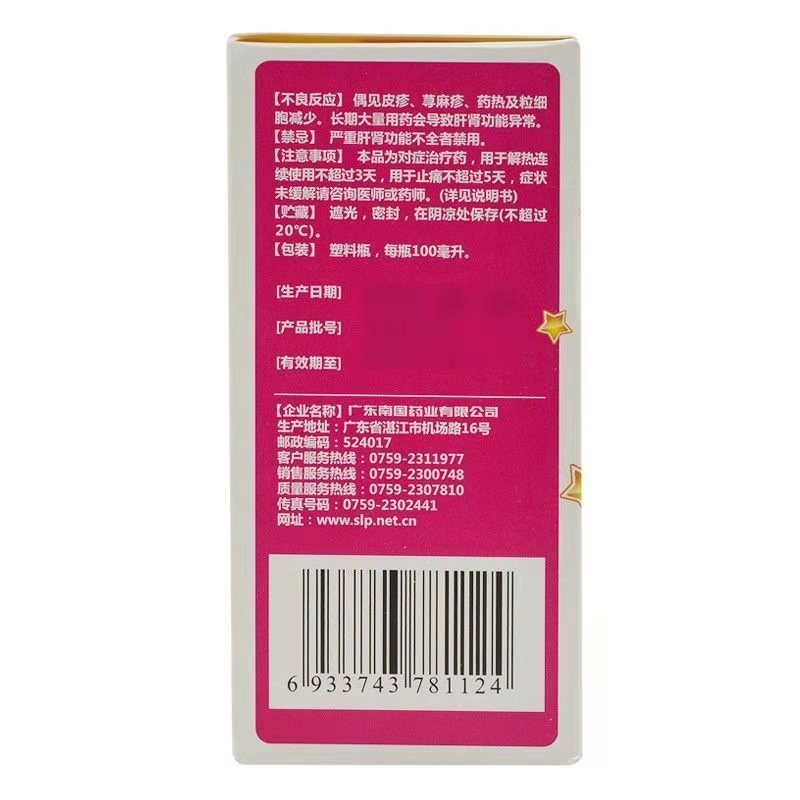 【不良反应】 偶见皮疹、荨麻疹、药热及粒细
胞减少。长期大量用药会导致肝肾功能异常。
【禁忌】 严重肝肾功能不全者禁用。
【注意事项】 本品为对症治疗药，用于解热连
续使用不超过3天，用于止痛不超过5天，症状
未缓解请咨询医师或药师。(详见说明书)
【贮藏】 遮光，密封，在阴凉处保存(不超过
20℃)。
【包装】 塑料瓶，每瓶100毫升。
[生产日期]
[产品批号]
[有效期至]
【企业名称】广东南国药业有限公司
生产地址：广东省湛江市机场路16号
邮政编码：524017
客户服务热线：0759-2311977
销售服务热线：0759-2300748
质量服务热线：0759-2307810
传真号码：0759-2302441
网址：www.slp.net.cn
6 933743 781124